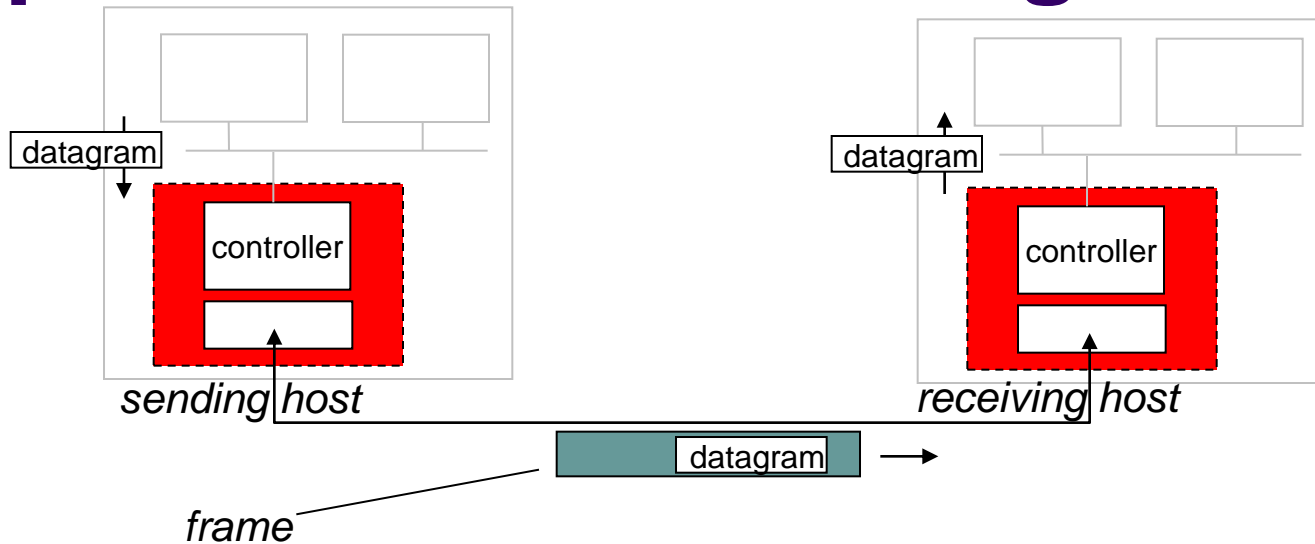 datagram
controller
sending host
datagram
controller
receiving host
datagram
frame